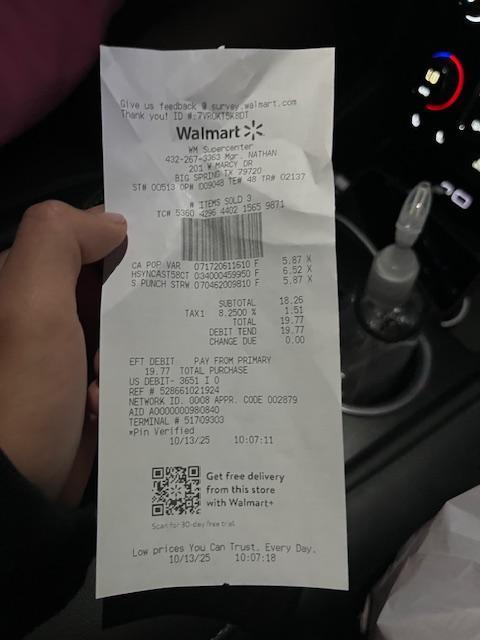 Give us feedback @ survey.walmart.com
Thank you! ID #:7VROKT5K8DT
Walmart
WM Supercenter
432-267-3363 Mgr. NATHAN
201 W MARCY DR
BIG SPRING TX 79720
ST# 00513 OP# 009048 TE# 48 TR# 02137
# ITEMS SOLD 3
TC# 5360 4296 4402 1565 9871
CA POP VAR 071720611610 F 5.87 X
HSYNCAST58CT 034000459950 F 6.52 X
S PUNCH STRW 070462009810 F 5.87 X
SUBTOTAL 18.26
TAX1 8.2500 % 1.51
TOTAL 19.77
DEBIT TEND 19.77
CHANGE DUE 0.00
EFT DEBIT PAY FROM PRIMARY
19.77 TOTAL PURCHASE
US DEBIT- 3651 I 0
REF # 528661021924
NETWORK ID. 0008 APPR. CODE 002879
AID A0000000980840
TERMINAL # 51709303
*Pin Verified
10/13/25 10:07:11
Get free delivery
from this store
with Walmart+
Scan for 30-day free trial.
Low prices You Can Trust. Every Day.
10/13/25 10:07:18